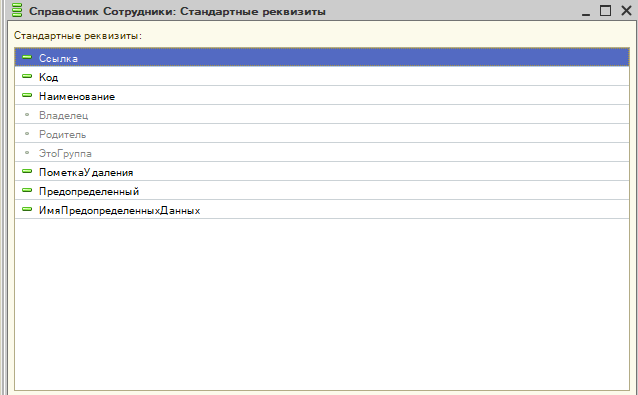 Справочник Сотрудники: Стандартные реквизиты
Стандартные реквизиты:
Ссылка
Код
Наименование
Владелец
Родитель
ЭтоГруппа
ПометкаУдаления
Предопределенный
ИмяПредопределенныхДанных